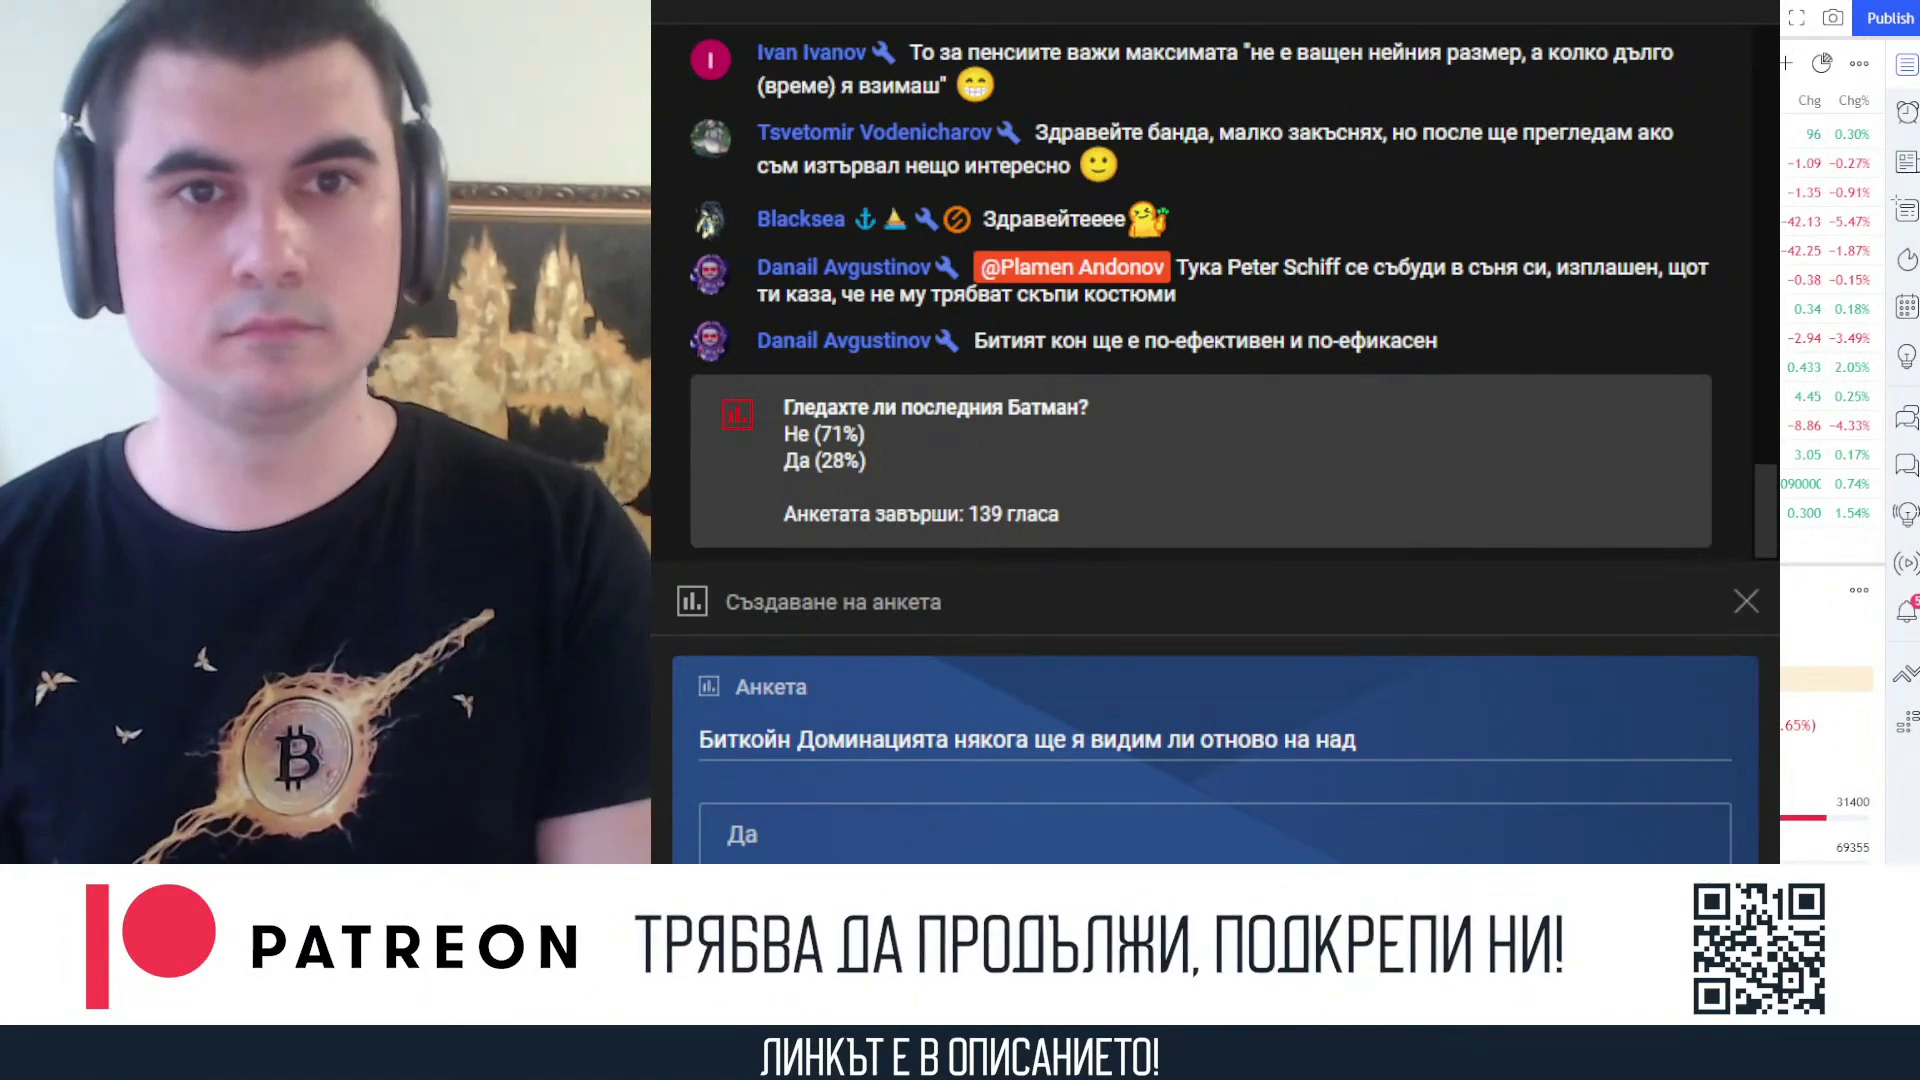 Ivan Ivanov То за пенсиите важи максимата "не е ващен нейния размер, а колко дълго
(време) я взимаш"
Tsvetomir Vodenicharov Здравейте банда, малко закъснях, но после ще прегледам ако
съм изтървал нещо интересно
Blacksea Здравейтееее
Danail Avgustinov @Plamen Andonov Тука Peter Schiff се събуди в съня си, изплашен, щот
ти каза, че не му трябват скъпи костюми
Danail Avgustinov Битият кон ще е по-ефективен и по-ефикасен
Гледахте ли последния Батман?
Не (71%)
Да (28%)
Анкетата завърши: 139 гласа
Създаване на анкета
Анкета
Биткойн Доминацията някога ще я видим ли отново на над
Да
Publish
Chg Chg%
96 0.30%
-1.09 -0.27%
-1.35 -0.91%
-42.13 -5.47%
-42.25 -1.87%
-0.38 -0.15%
0.34 0.18%
-2.94 -3.49%
0.433 2.05%
4.45 0.25%
-8.86 -4.33%
3.05 0.17%
090000 0.74%
0.300 1.54%
.65%)
31400
69355
PATREON
ТРЯБВА ДА ПРОДЪЛЖИ, ПОДКРЕПИ НИ!
ЛИНКЪТ Е В ОПИСАНИЕТО!